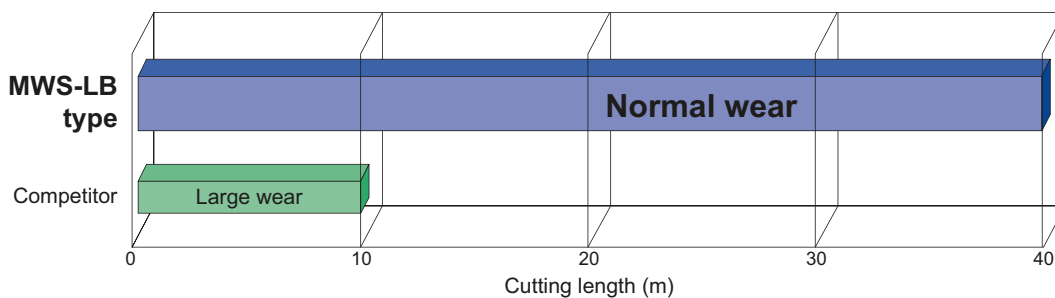 MWS-LB
type
Normal wear
Competitor
Large wear
0
10
20
30
40
Cutting length (m)